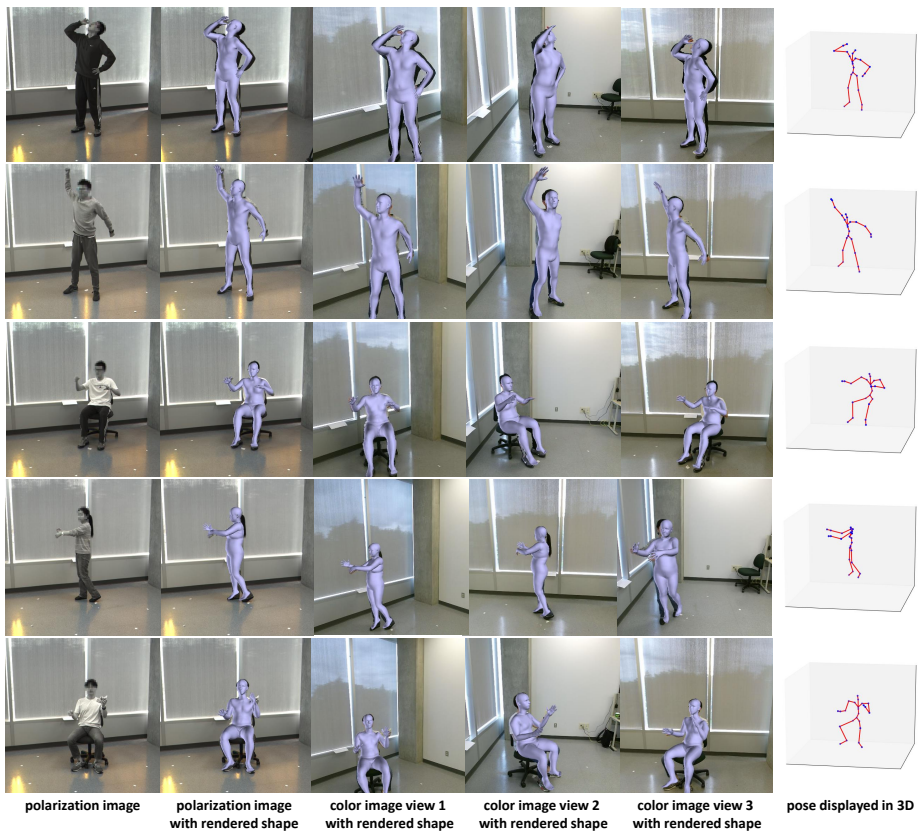 polarization image
polarization image
with rendered shape
color image view 1
with rendered shape
color image view 2
with rendered shape
color image view 3
with rendered shape
pose displayed in 3D